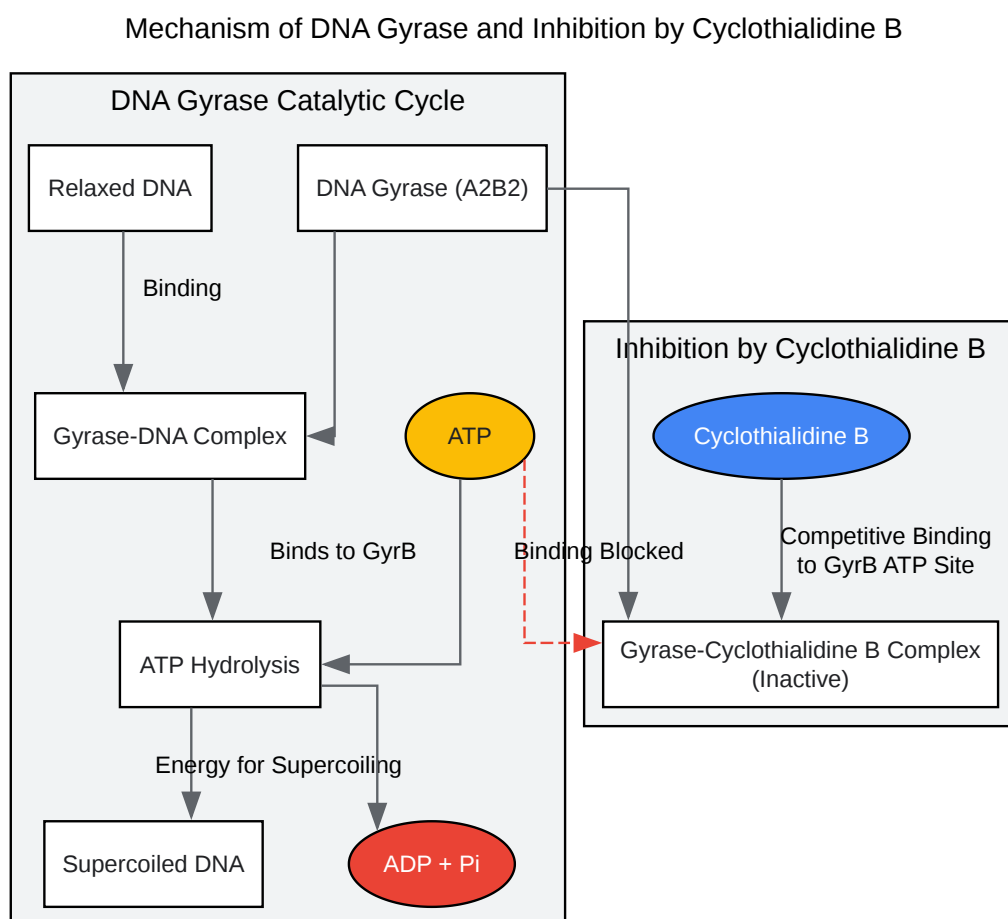 Mechanism of DNA Gyrase and Inhibition by Cyclothialidine B
DNA Gyrase Catalytic Cycle
Relaxed DNA
DNA Gyrase (A2B2)
Binding
Inhibition by Cyclothialidine B
Gyrase-DNA Complex
ATP
Cyclothialidine B
Binds to GyrB
Binding Blocked
Competitive Binding
to GyrB ATP Site
ATP Hydrolysis
Gyrase-Cyclothialidine B Complex
(Inactive)
Energy for Supercoiling
Supercoiled DNA
ADP + Pi